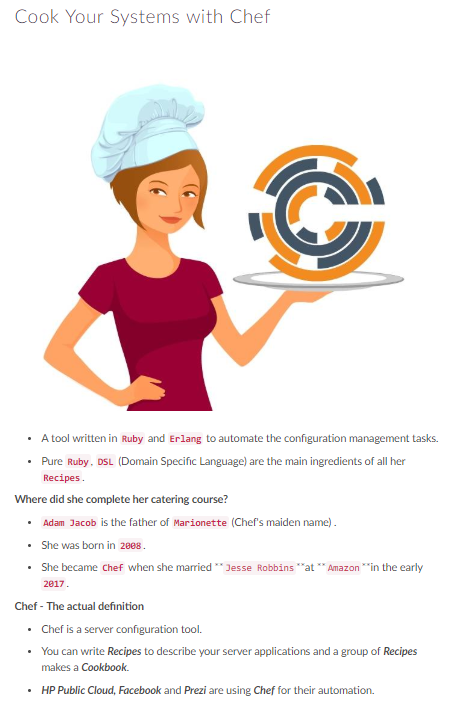 Cook Your Systems with Chef
• A tool written in Ruby and Erlang to automate the configuration management tasks.
• Pure Ruby, DSL (Domain Specific Language) are the main ingredients of all her
Recipes.
Where did she complete her catering course?
• Adam Jacob is the father of Marionette (Chef's maiden name) .
• She was born in 2008.
• She became Chef when she married **Jesse Robbins **at **Amazon **in the early
2017.
Chef - The actual definition
• Chef is a server configuration tool.
• You can write Recipes to describe your server applications and a group of Recipes
makes a Cookbook.
• HP Public Cloud, Facebook and Prezi are using Chef for their automation.